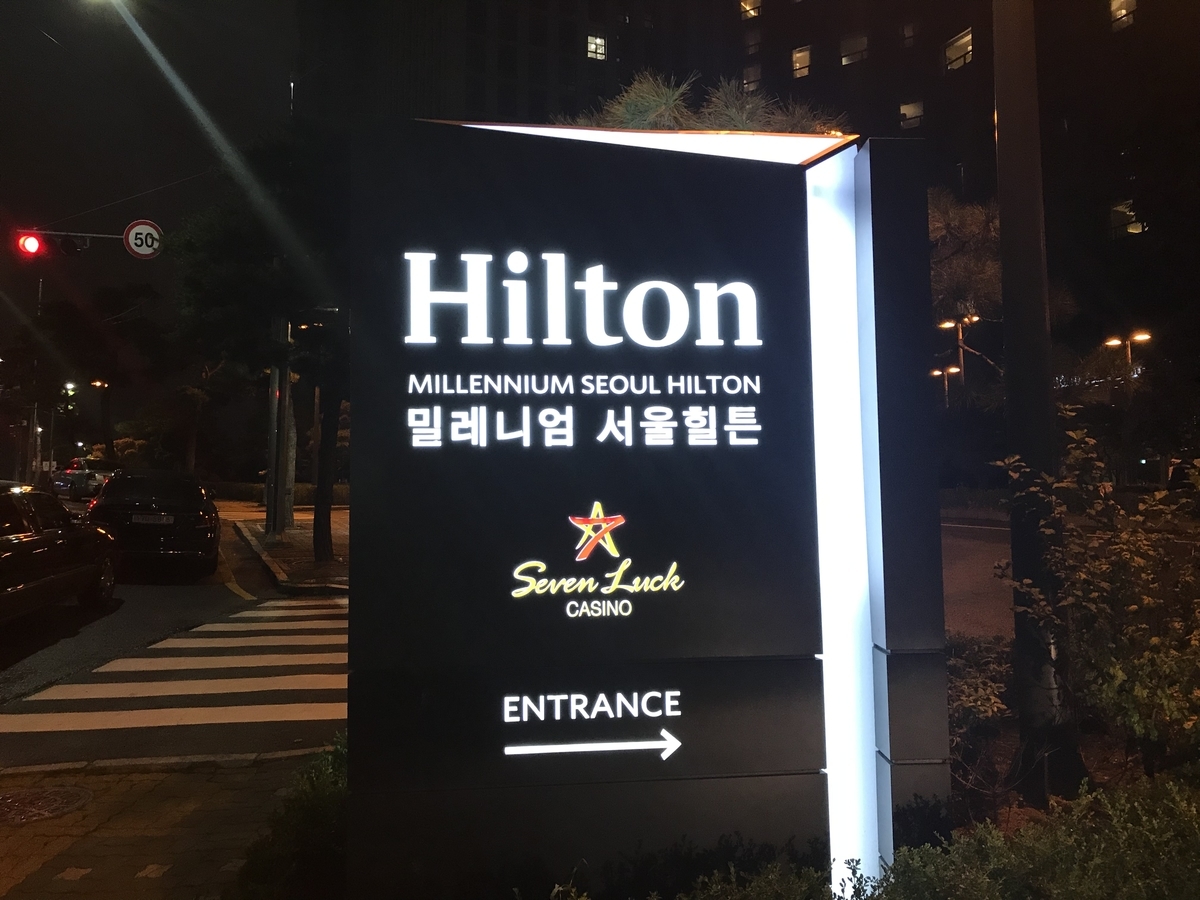 50
Hilton
MILLENNIUM SEOUL HILTON
밀레니엄 서울힐튼
Seven Luck
CASINO
ENTRANCE